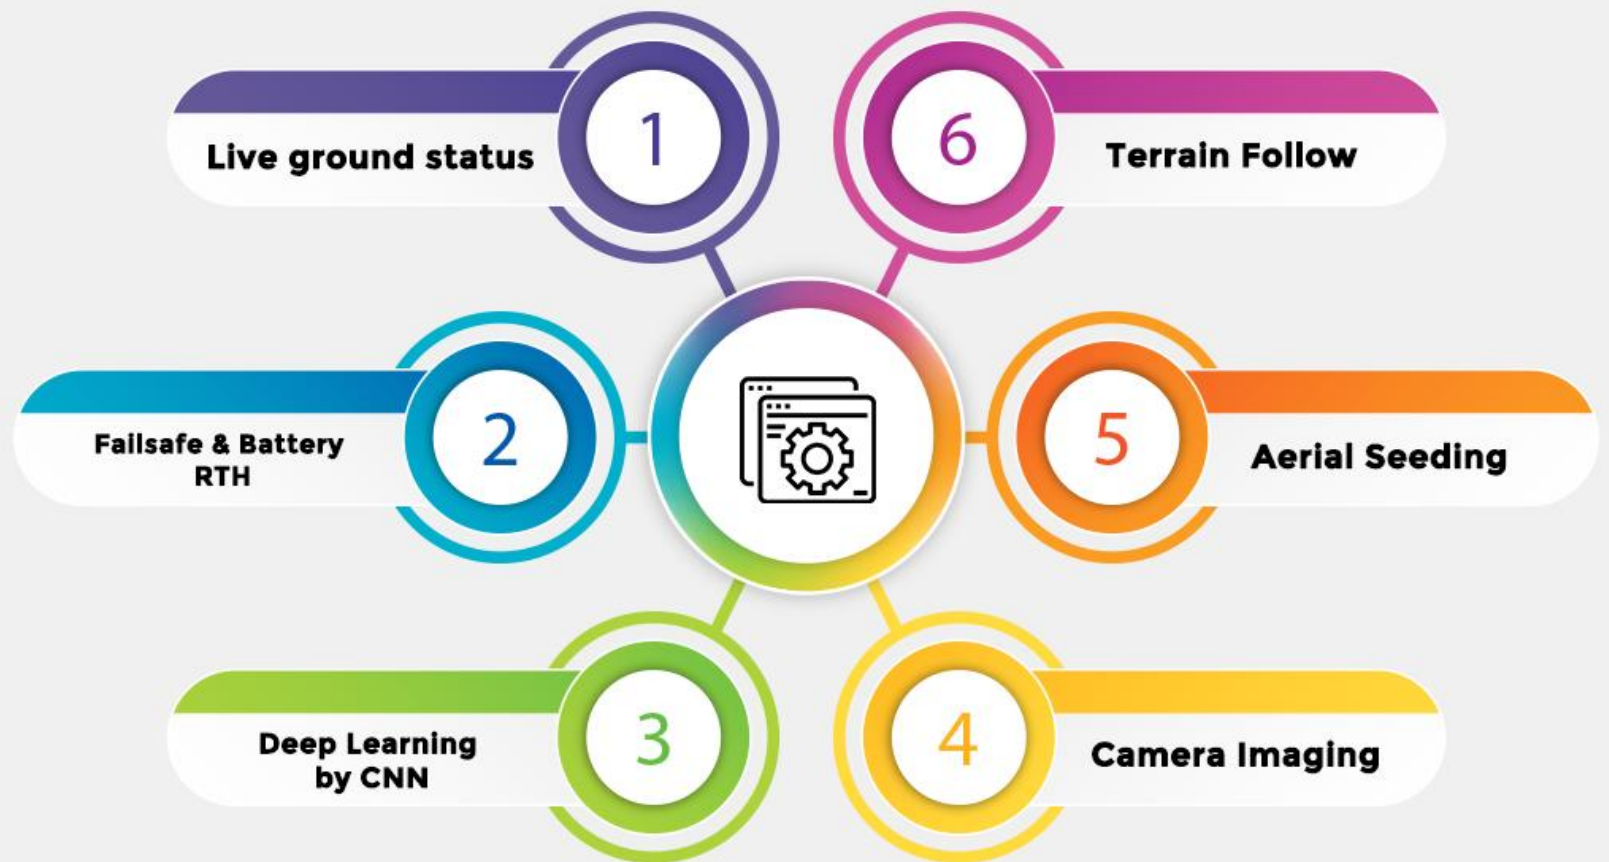 1
Live ground status
6
Terrain Follow
2
Failsafe & Battery
RTH
5
Aerial Seeding
3
Deep Learning
by CNN
4
Camera Imaging